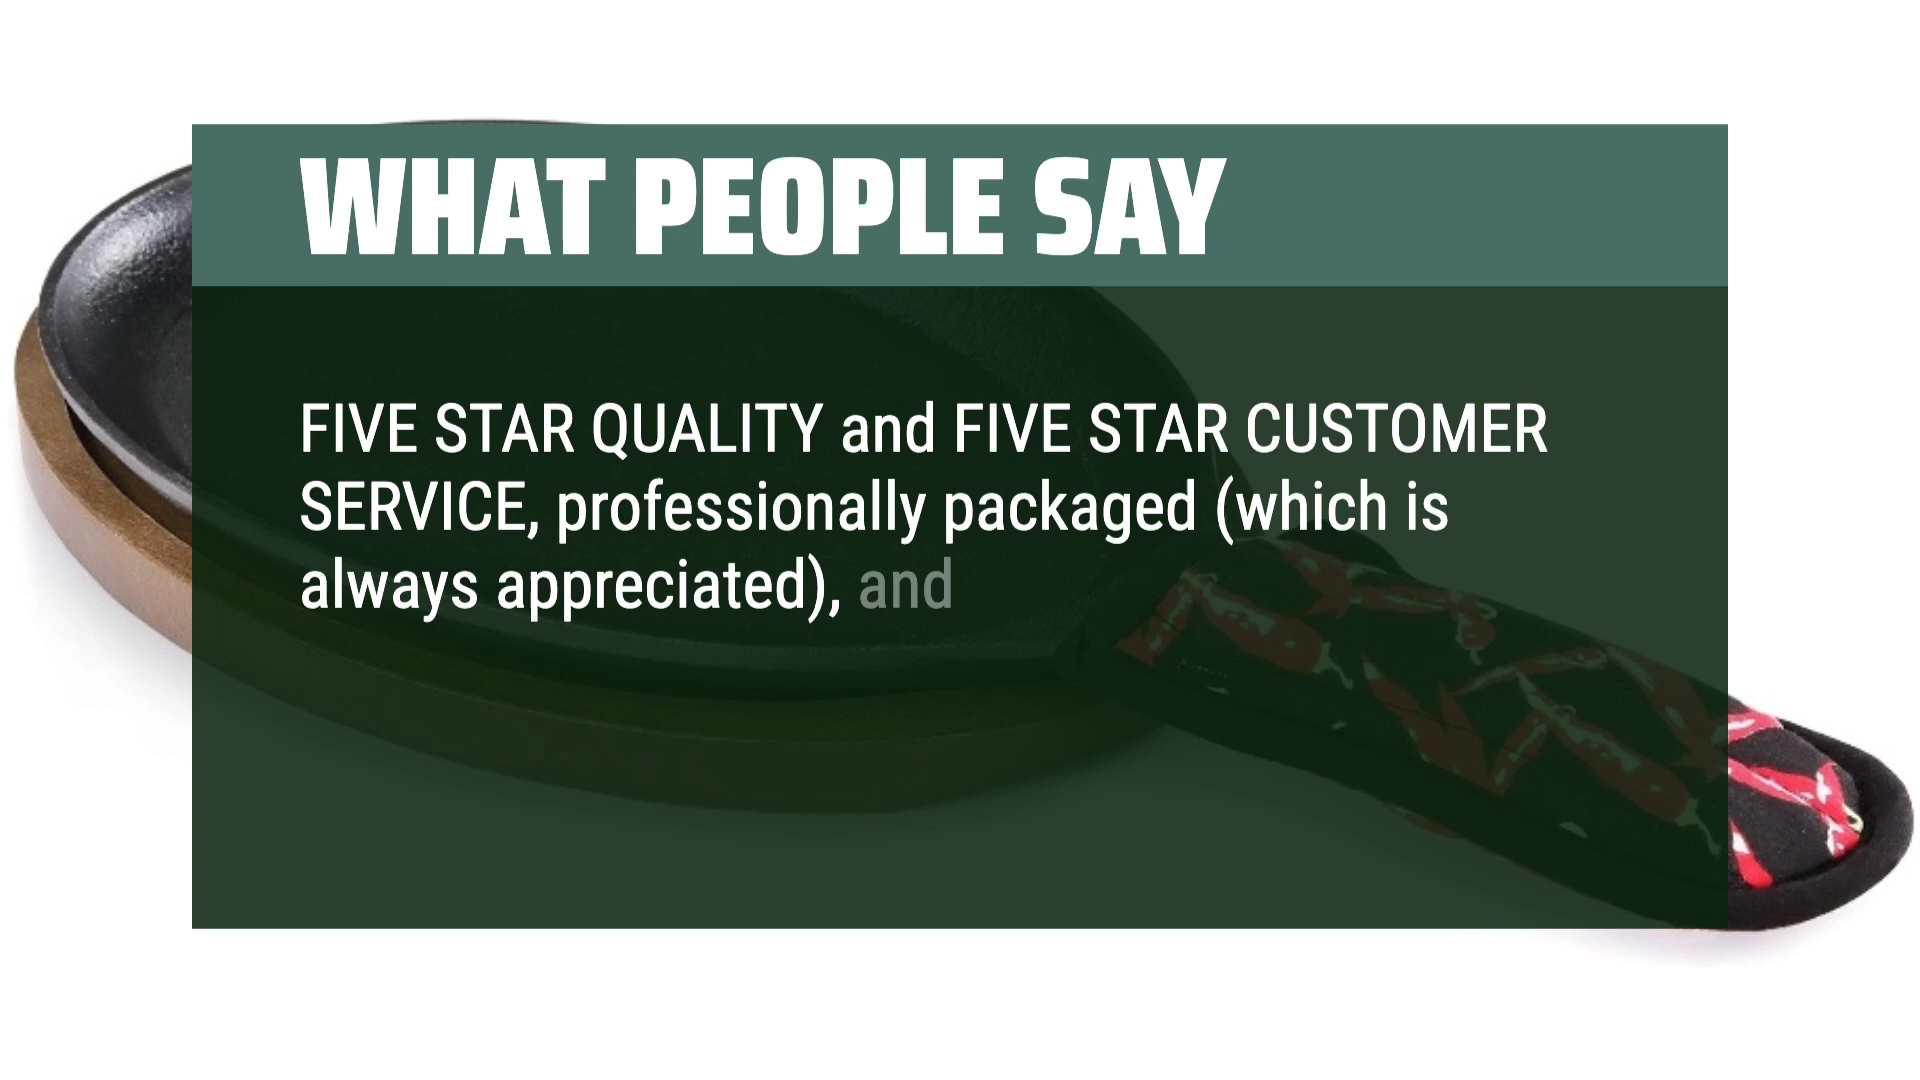 WHAT PEOPLE SAY
FIVE STAR QUALITY and FIVE STAR CUSTOMER
SERVICE, professionally packaged (which is
always appreciated), and